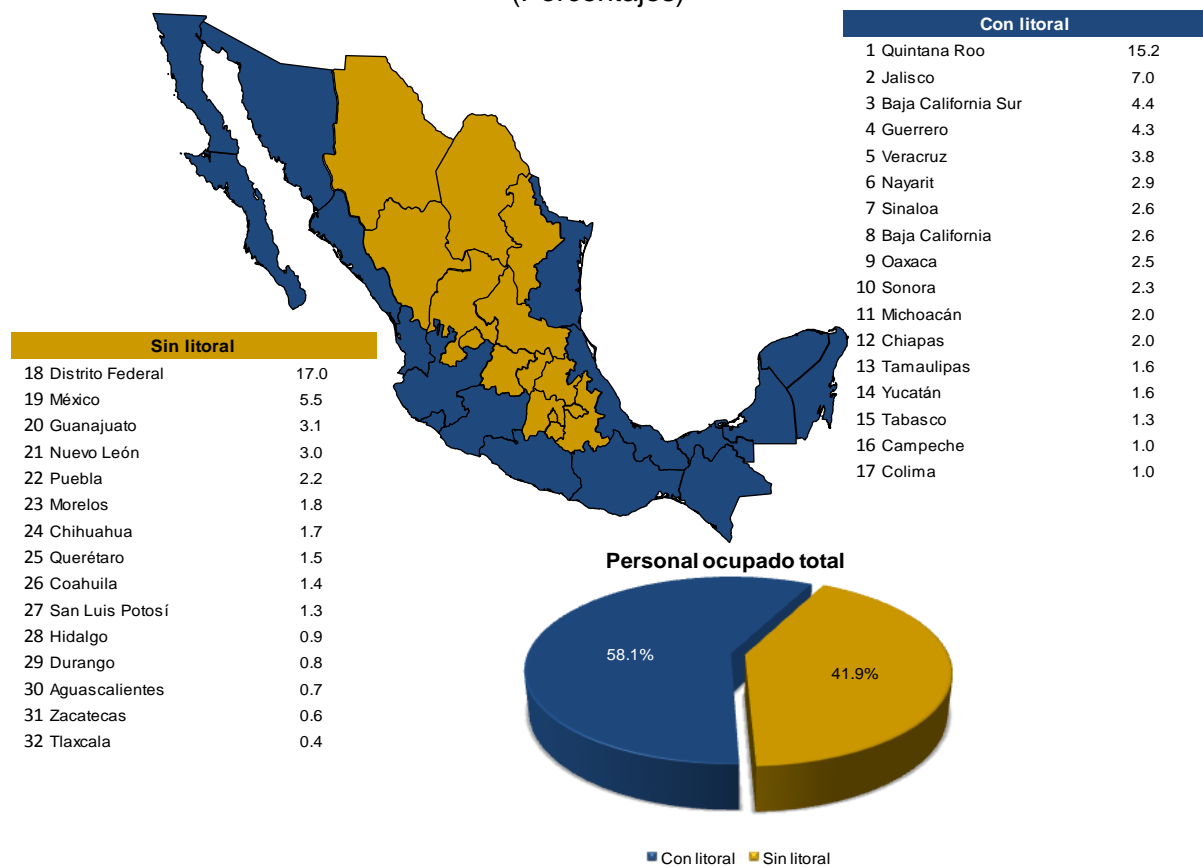 (Porcentajes)
Con litoral
1 Quintana Roo 15.2
2 Jalisco 7.0
3 Baja California Sur 4.4
4 Guerrero 4.3
5 Veracruz 3.8
6 Nayarit 2.9
7 Sinaloa 2.6
8 Baja California 2.6
9 Oaxaca 2.5
10 Sonora 2.3
11 Michoacán 2.0
12 Chiapas 2.0
13 Tamaulipas 1.6
14 Yucatán 1.6
15 Tabasco 1.3
16 Campeche 1.0
17 Colima 1.0
Sin litoral
18 Distrito Federal 17.0
19 México 5.5
20 Guanajuato 3.1
21 Nuevo León 3.0
22 Puebla 2.2
23 Morelos 1.8
24 Chihuahua 1.7
25 Querétaro 1.5
26 Coahuila 1.4
27 San Luis Potosí 1.3
28 Hidalgo 0.9
29 Durango 0.8
30 Aguascalientes 0.7
31 Zacatecas 0.6
32 Tlaxcala 0.4
Personal ocupado total
58.1%
41.9%
Con litoral Sin litoral